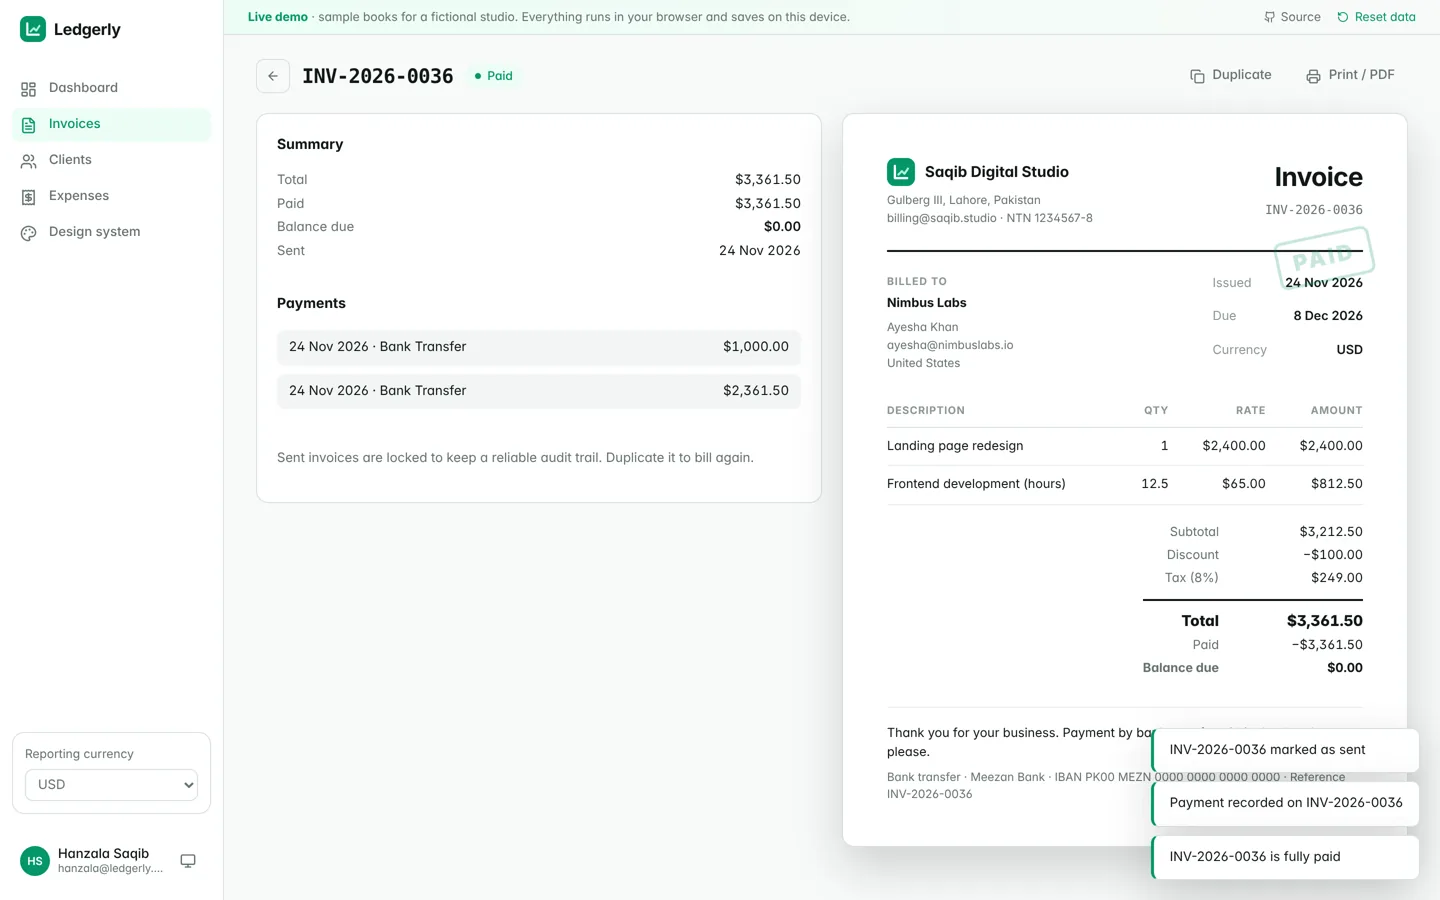 Ledgerly
Dashboard
Invoices
Clients
Expenses
Design system
Reporting currency
USD
HS
Hanzala Saqib
hanzala@ledgerly....
Live demo · sample books for a fictional studio. Everything runs in your browser and saves on this device.
Source
Reset data
INV-2026-0036
Paid
Duplicate
Print / PDF
Summary
Total $3,361.50
Paid $3,361.50
Balance due $0.00
Sent 24 Nov 2026
Payments
24 Nov 2026 · Bank Transfer $1,000.00
24 Nov 2026 · Bank Transfer $2,361.50
Sent invoices are locked to keep a reliable audit trail. Duplicate it to bill again.
Saqib Digital Studio
Gulberg III, Lahore, Pakistan
billing@saqib.studio · NTN 1234567-8
Invoice
INV-2026-0036
PAID
BILLED TO
Nimbus Labs
Ayesha Khan
ayesha@nimbuslabs.io
United States
Issued 24 Nov 2026
Due 8 Dec 2026
Currency USD
DESCRIPTION QTY RATE AMOUNT
Landing page redesign 1 $2,400.00 $2,400.00
Frontend development (hours) 12.5 $65.00 $812.50
Subtotal $3,212.50
Discount −$100.00
Tax (8%) $249.00
Total $3,361.50
Paid −$3,361.50
Balance due $0.00
Thank you for your business. Payment by
please.
Bank transfer · Meezan Bank · IBAN PK00 MEZN 0000 0000 0000 0000 · Reference
INV-2026-0036
INV-2026-0036 marked as sent
Payment recorded on INV-2026-0036
INV-2026-0036 is fully paid